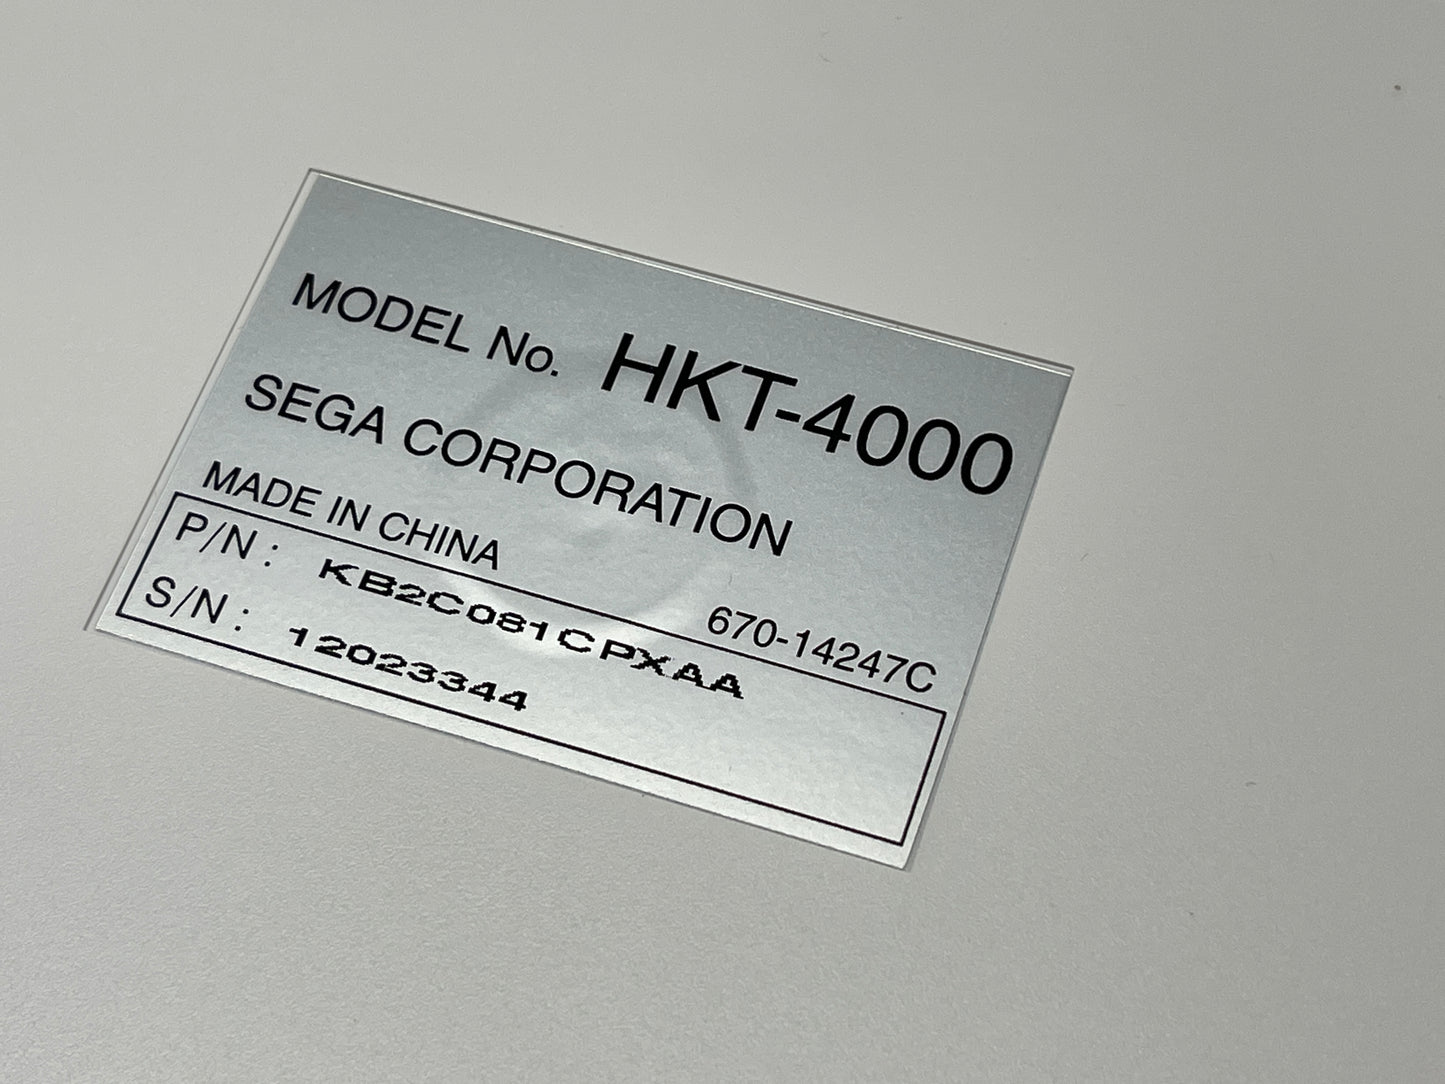 MODEL No. HKT-4000
SEGA CORPORATION
MADE IN CHINA
670-14247C
P/N : KB2C081CPXAA
S/N : 12023344